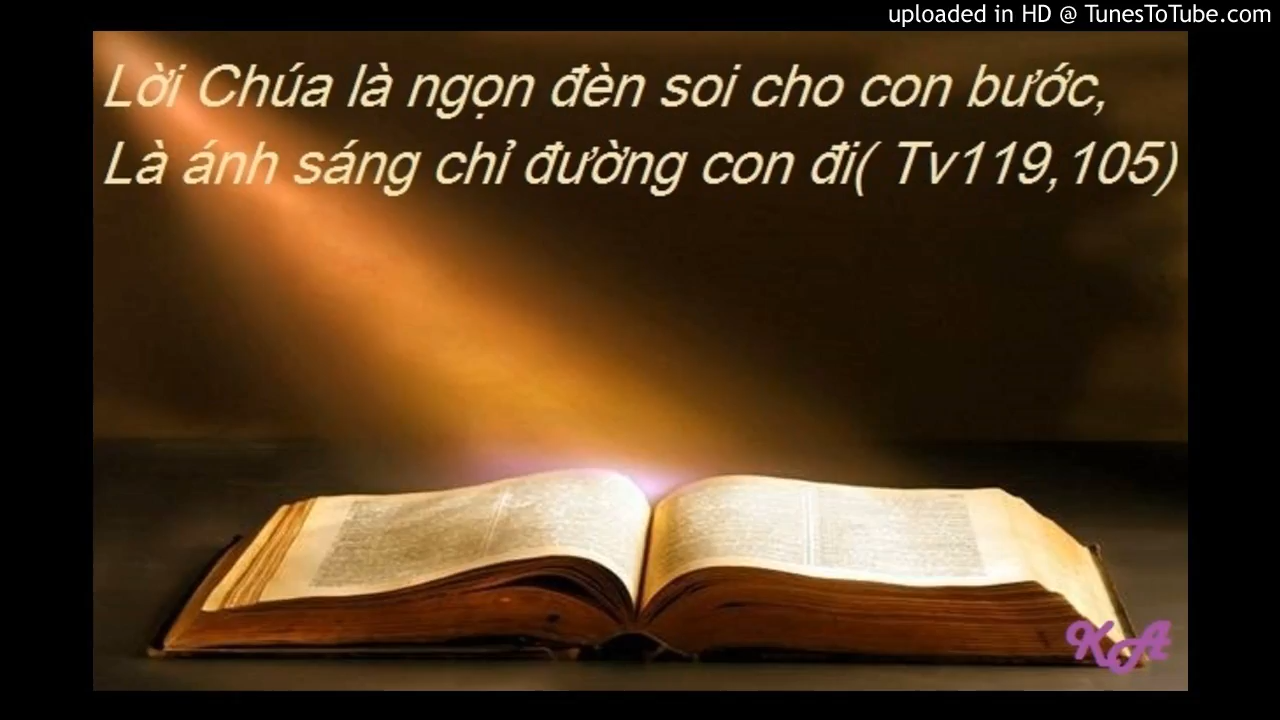 uploaded in HD @ TunesToTube.com
Lời Chúa là ngọn đèn soi cho con bước,
Là ánh sáng chỉ đường con đi( Tv119,105)
KA